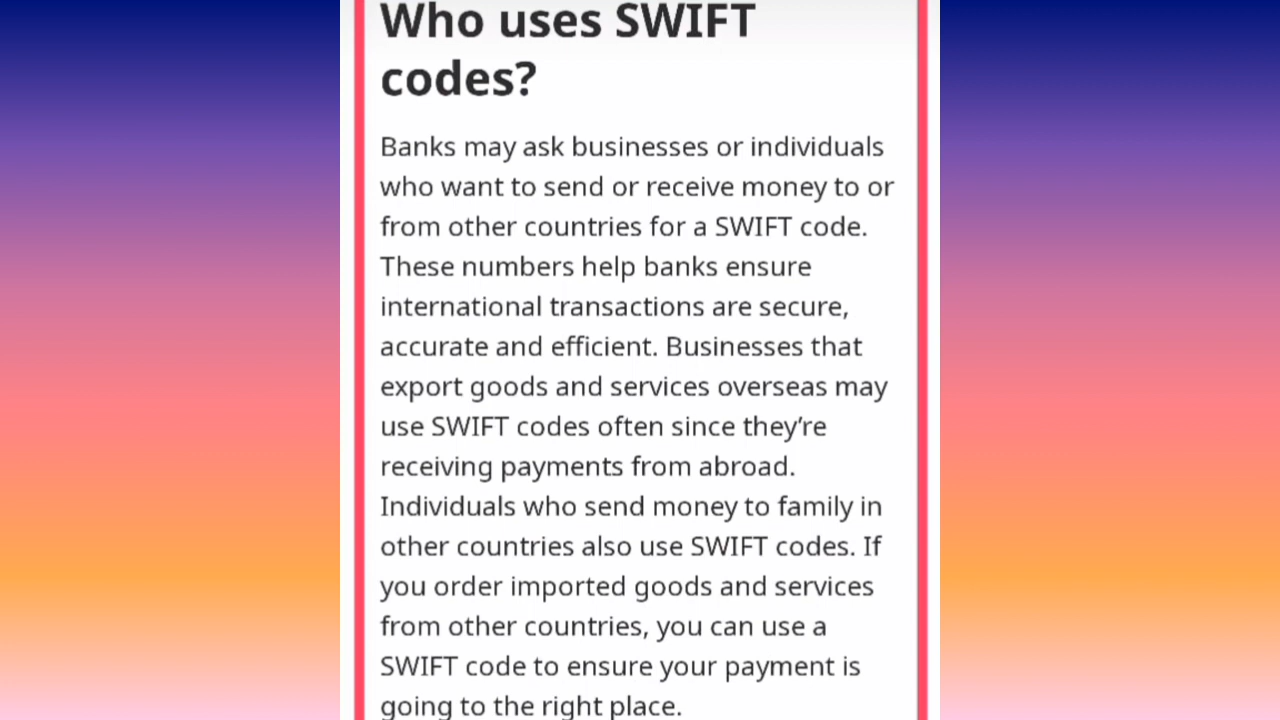 Who uses SWIFT
codes?
Banks may ask businesses or individuals
who want to send or receive money to or
from other countries for a SWIFT code.
These numbers help banks ensure
international transactions are secure,
accurate and efficient. Businesses that
export goods and services overseas may
use SWIFT codes often since they’re
receiving payments from abroad.
Individuals who send money to family in
other countries also use SWIFT codes. If
you order imported goods and services
from other countries, you can use a
SWIFT code to ensure your payment is
going to the right place.